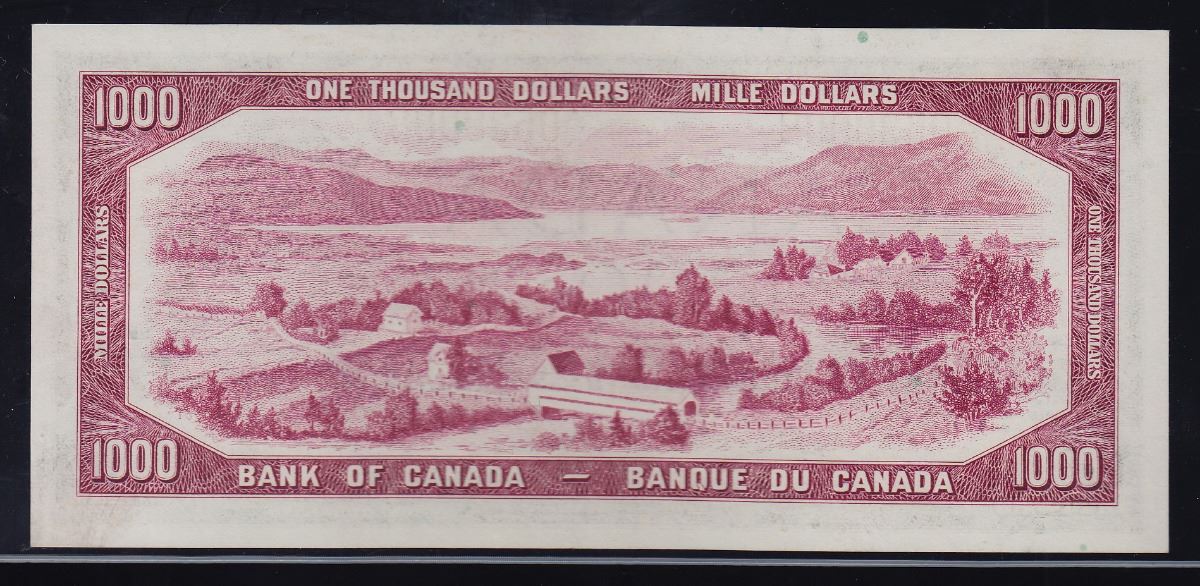 1000 ONE THOUSAND DOLLARS MILLE DOLLARS 1000
MILLE DOLLARS
ONE THOUSAND DOLLARS
1000 BANK OF CANADA — BANQUE DU CANADA 1000